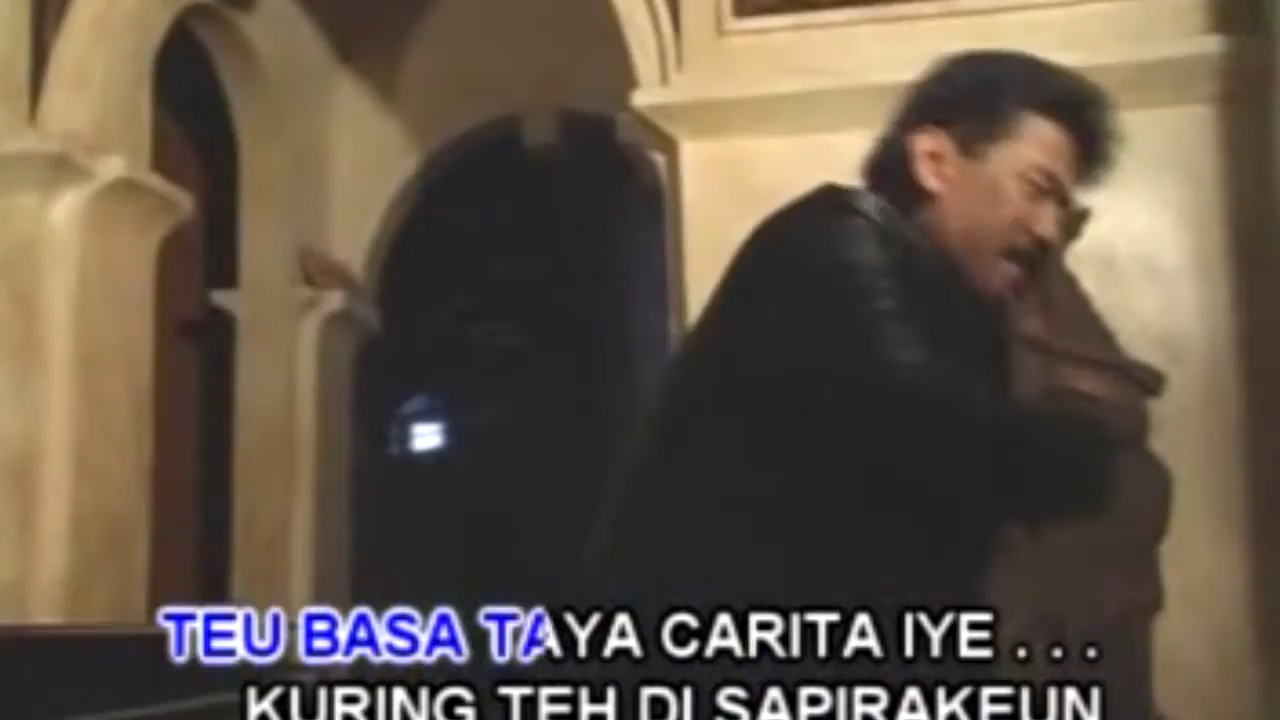 TEU BASA TAYA CARITA IYE . . .
KURING TEH DI SAPIRAKEUN